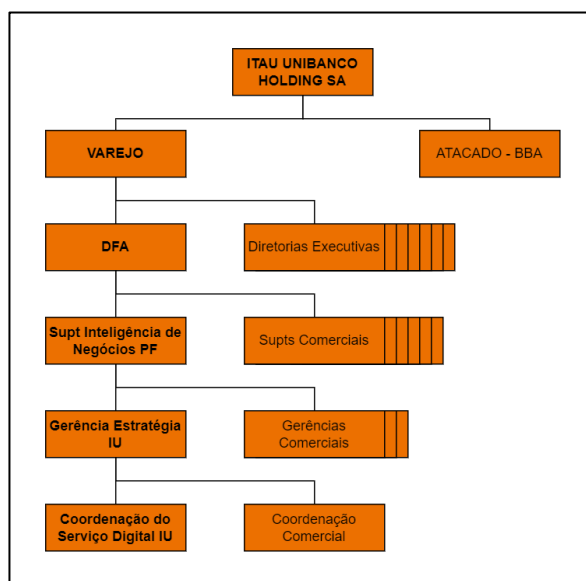 ITAU UNIBANCO
HOLDING SA
VAREJO
ATACADO - BBA
DFA
Diretorias Executivas
Supt Inteligência de
Negócios PF
Supts Comerciais
Gerência Estratégia
IU
Gerências
Comerciais
Coordenação do
Serviço Digital IU
Coordenação
Comercial